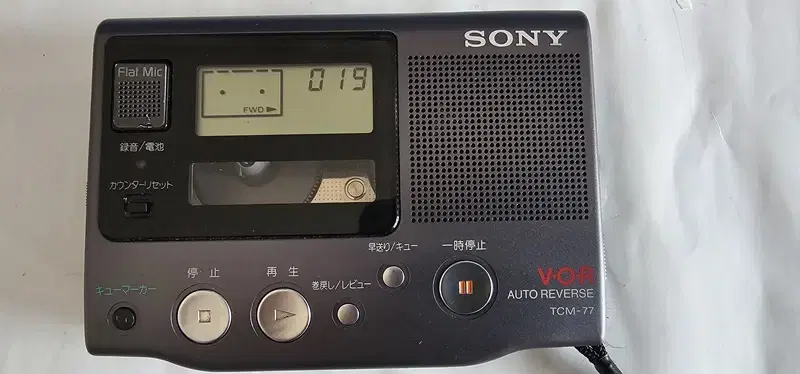 SONY
Flat Mic
019
FWD
録音/電池
カウンターリセット
早送り/キュー
一時停止
停止
再生
巻戻し/レビュー
キューマーカー
V·O·R
AUTO REVERSE
TCM-77